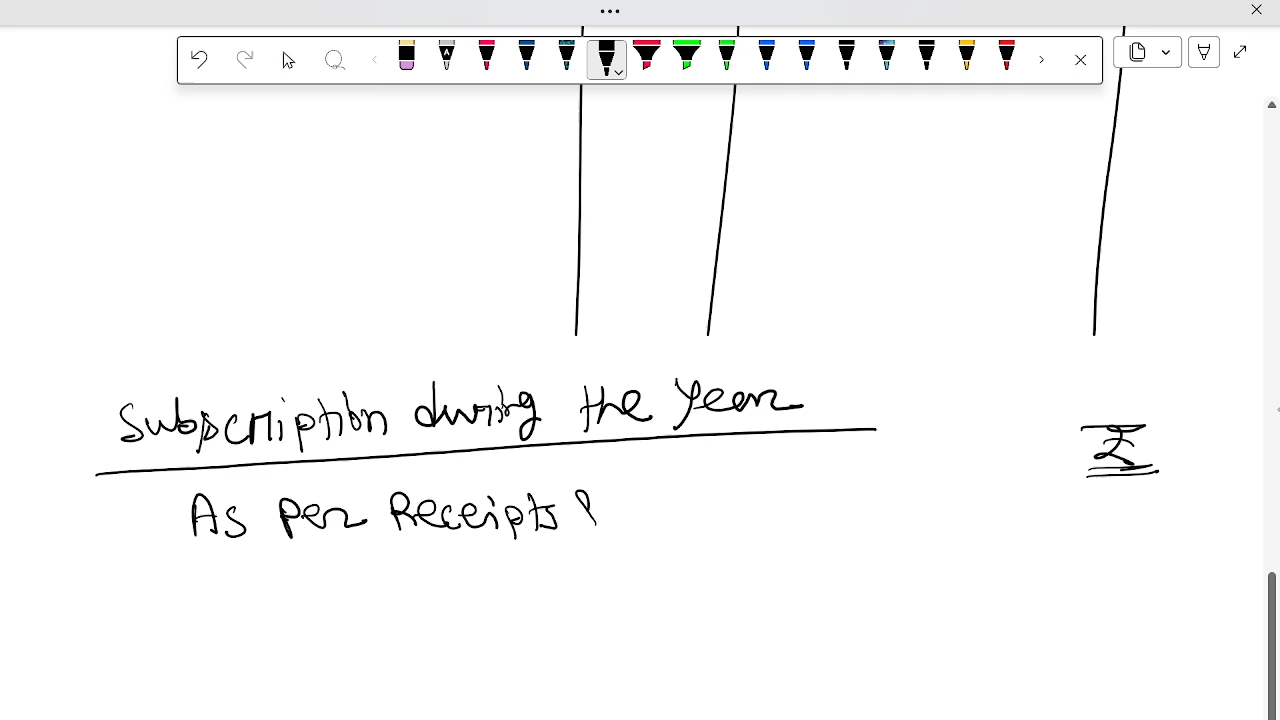 Subscription during the Year
₹
As Per Receipts